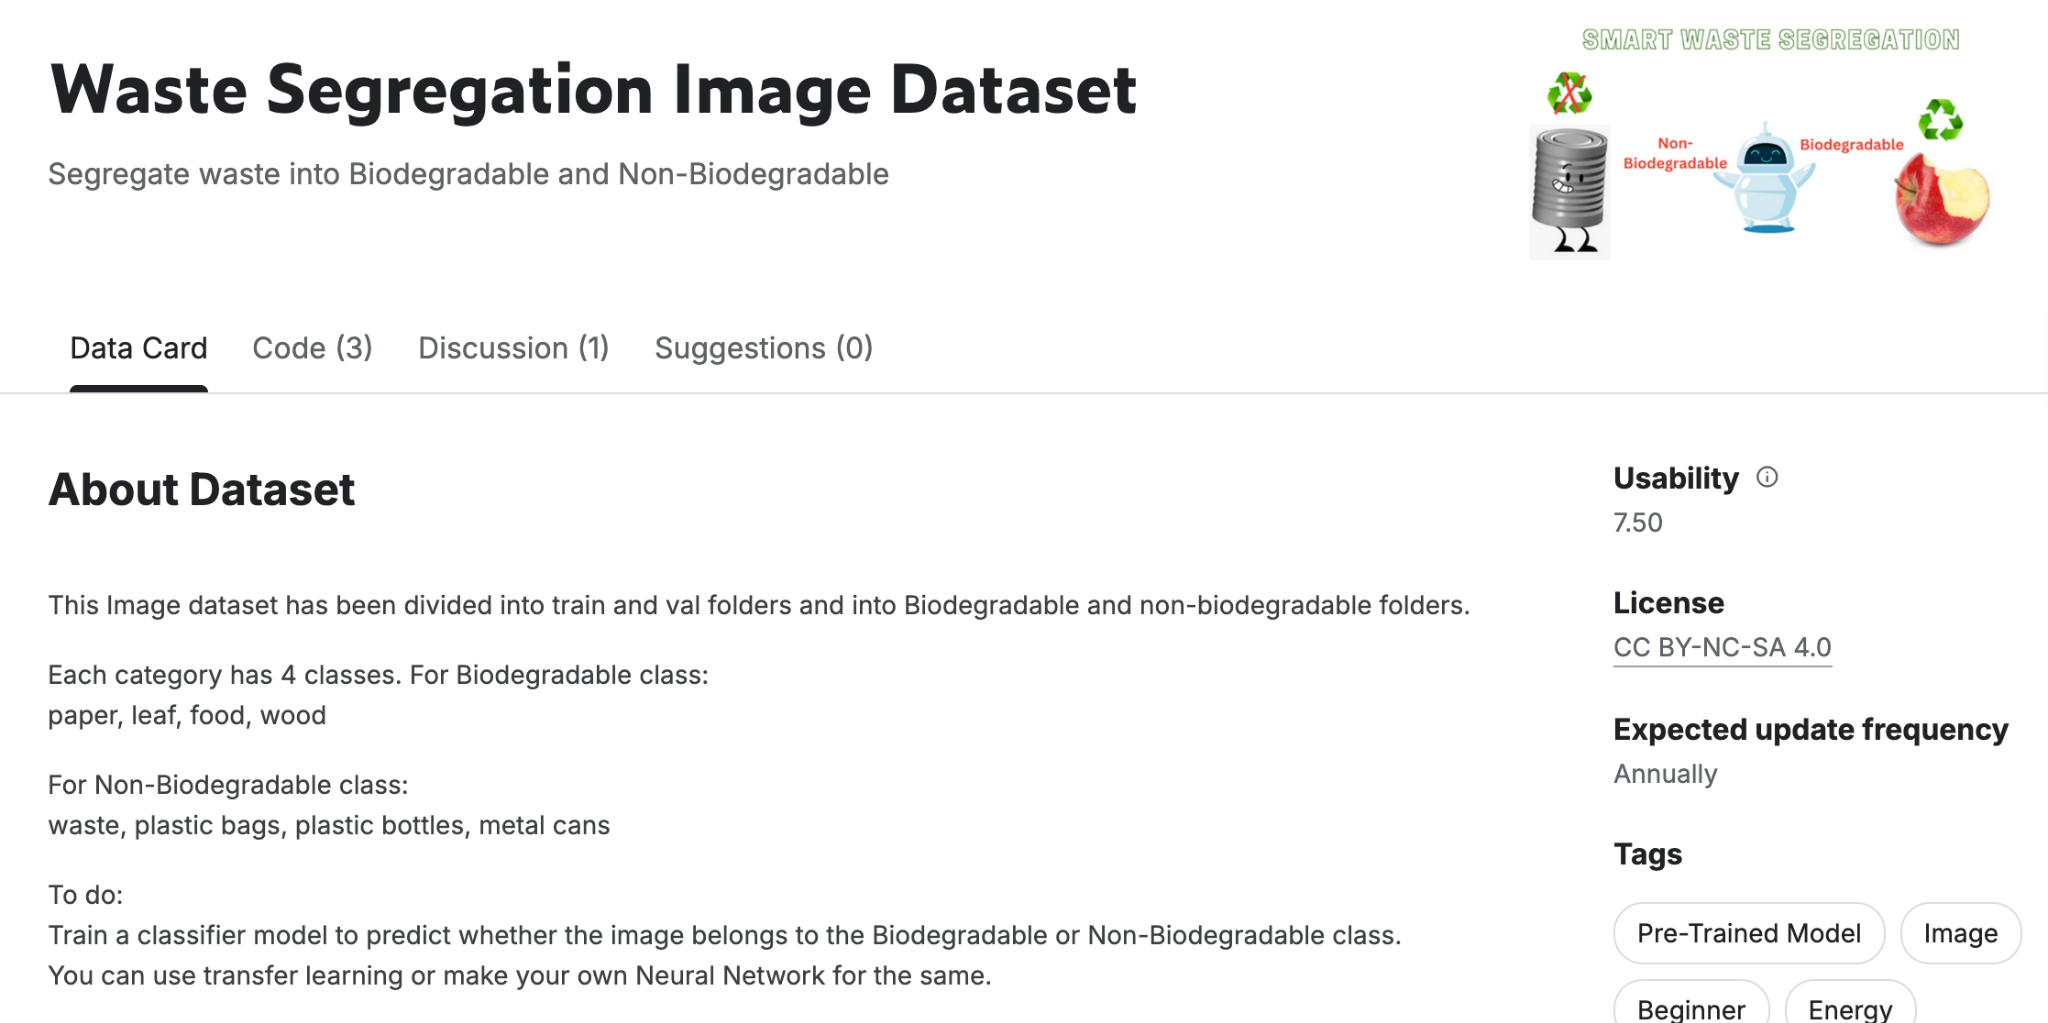 Waste Segregation Image Dataset
Segregate waste into Biodegradable and Non-Biodegradable
SMART WASTE SEGREGATION
Non-
Biodegradable
Biodegradable
Data Card Code (3) Discussion (1) Suggestions (0)
About Dataset
This Image dataset has been divided into train and val folders and into Biodegradable and non-biodegradable folders.
Each category has 4 classes. For Biodegradable class:
paper, leaf, food, wood
For Non-Biodegradable class:
waste, plastic bags, plastic bottles, metal cans
To do:
Train a classifier model to predict whether the image belongs to the Biodegradable or Non-Biodegradable class.
You can use transfer learning or make your own Neural Network for the same.
Usability
7.50
License
CC BY-NC-SA 4.0
Expected update frequency
Annually
Tags
Pre-Trained Model Image
Beginner Energy